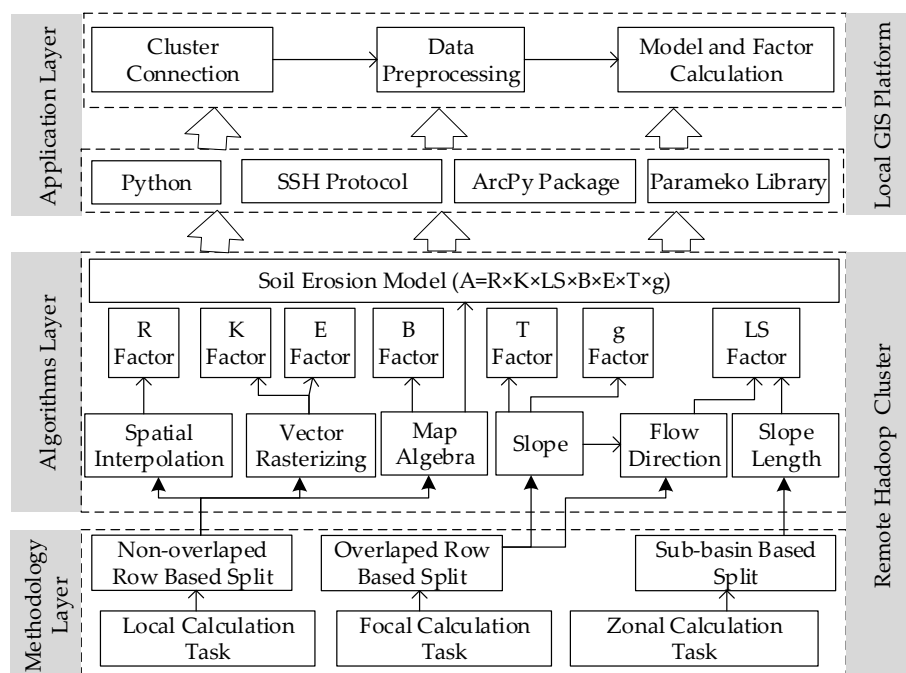 Application Layer
Cluster
Connection
Data
Preprocessing
Model and Factor
Calculation
Local GIS Platform
Python
SSH Protocol
ArcPy Package
Parameko Library
Algorithms Layer
Soil Erosion Model (A=R×K×LS×B×E×T×g)
R
Factor
K
Factor
E
Factor
B
Factor
T
Factor
g
Factor
LS
Factor
Spatial
Interpolation
Vector
Rasterizing
Map
Algebra
Slope
Flow
Direction
Slope
Length
Remote Hadoop Cluster
Methodology
Layer
Non-overlaped
Row Based Split
Overlaped Row
Based Split
Sub-basin Based
Split
Local Calculation
Task
Focal Calculation
Task
Zonal Calculation
Task